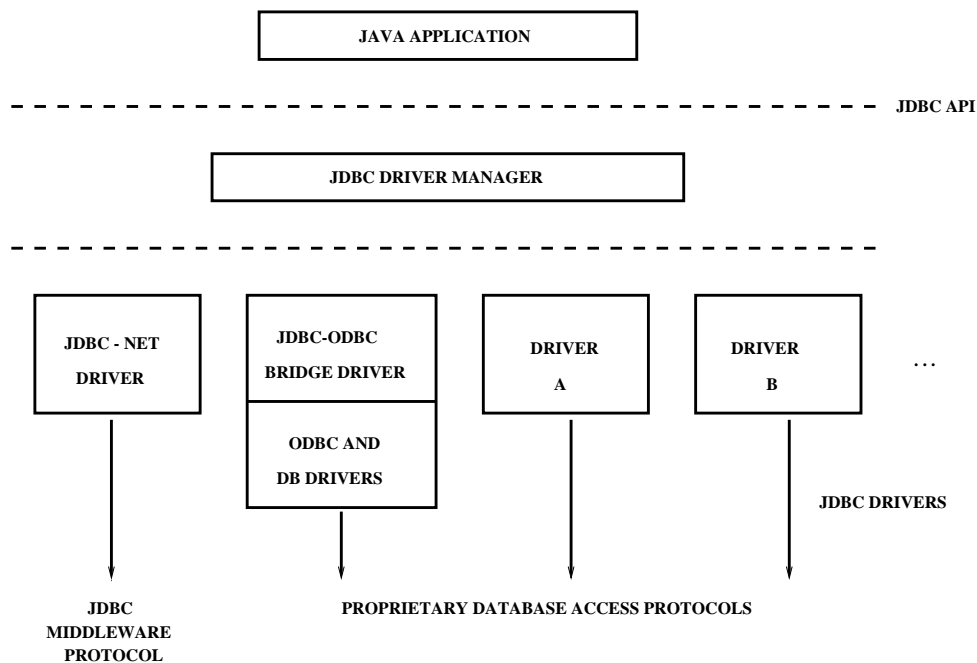 JAVA APPLICATION
JDBC API
JDBC DRIVER MANAGER
JDBC - NET
DRIVER
JDBC-ODBC
BRIDGE DRIVER
ODBC AND
DB DRIVERS
DRIVER
A
DRIVER
B
...
JDBC DRIVERS
JDBC
MIDDLEWARE
PROTOCOL
PROPRIETARY DATABASE ACCESS PROTOCOLS